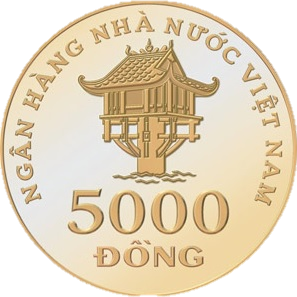 NGÂN HÀNG NHÀ NƯỚC VIỆT NAM
5000
ĐỒNG